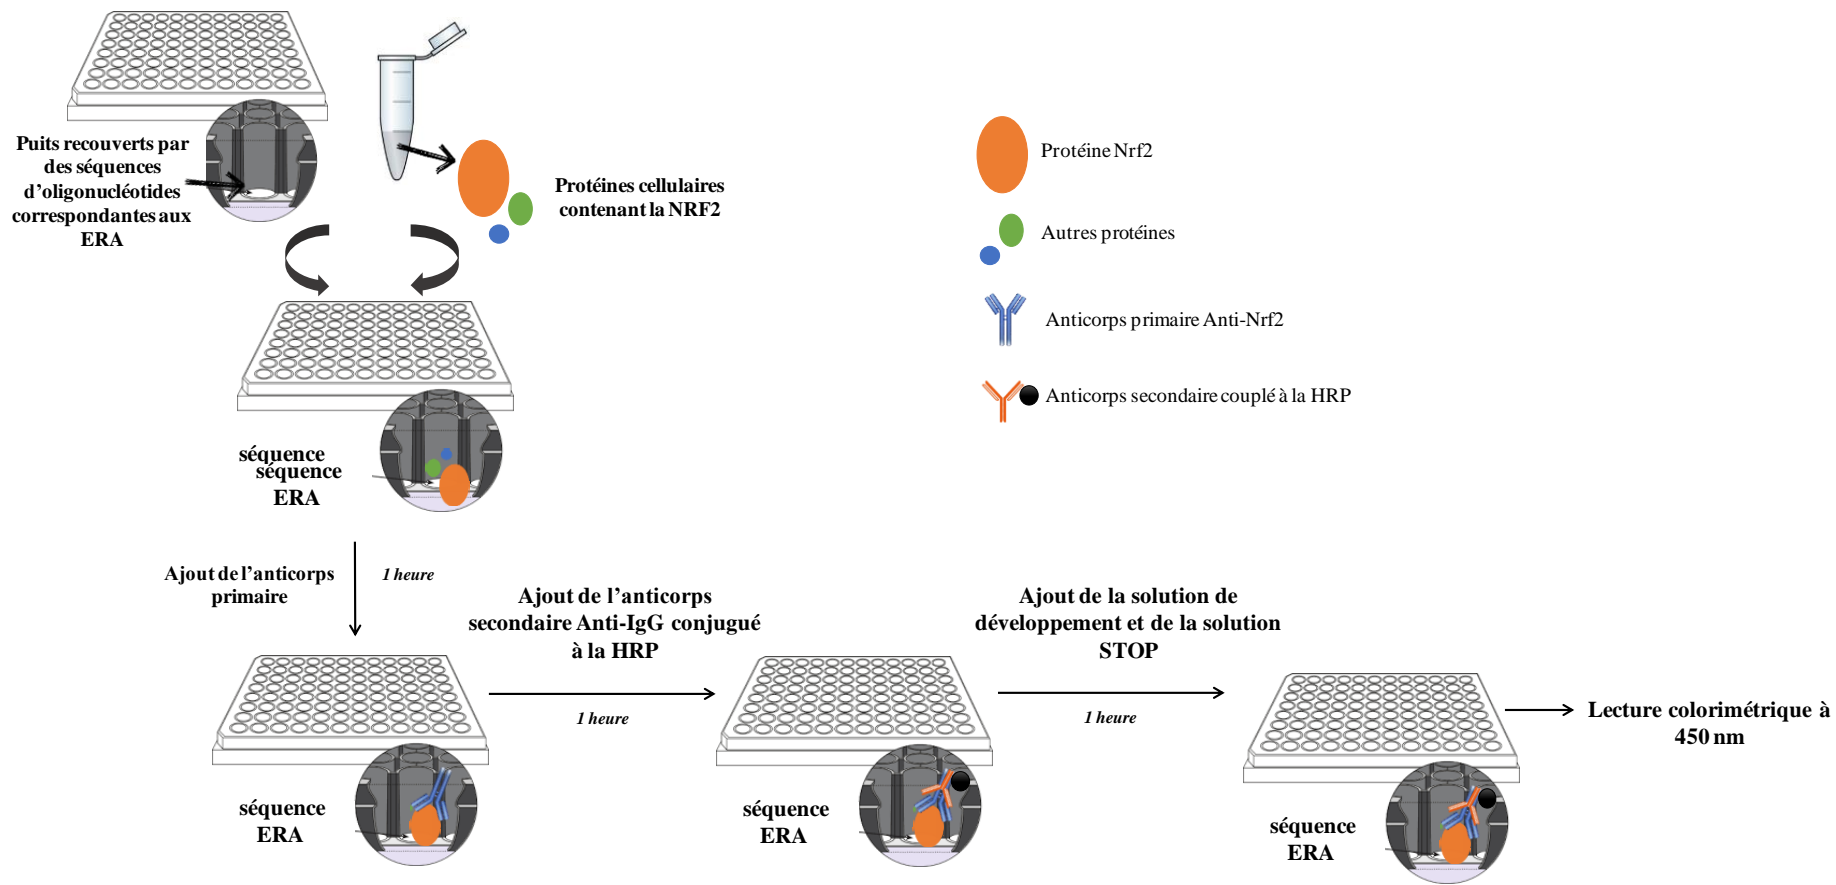 Puits recouverts par
des séquences
d'oligonucléotides
correspondantes aux
ERA
Protéines cellulaires
contenant la NRF2
Protéine Nrf2
Autres protéines
Anticorps primaire Anti-Nrf2
Anticorps secondaire couplé à la HRP
séquence
séquence
ERA
Ajout de l'anticorps
primaire
1 heure
Ajout de l'anticorps
secondaire Anti-IgG conjugué
à la HRP
1 heure
Ajout de la solution de
développement et de la solution
STOP
1 heure
Lecture colorimétrique à
450 nm
séquence
ERA
séquence
ERA
séquence
ERA